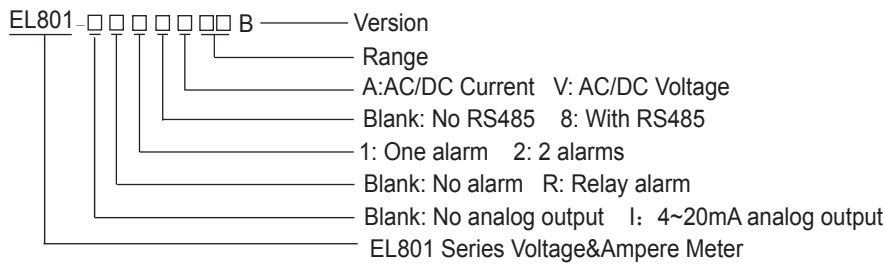 EL801-□□□□□□□ B Version
Range
A:AC/DC Current V: AC/DC Voltage
Blank: No RS485 8: With RS485
1: One alarm 2: 2 alarms
Blank: No alarm R: Relay alarm
Blank: No analog output I: 4~20mA analog output
EL801 Series Voltage&Ampere Meter